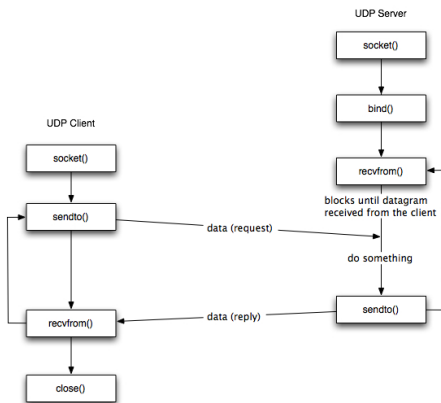 UDP Server
socket()
bind()
UDP Client
socket()
recvfrom()
blocks until datagram
received from the client
sendto()
data (request)
do something
sendto()
data (reply)
recvfrom()
close()